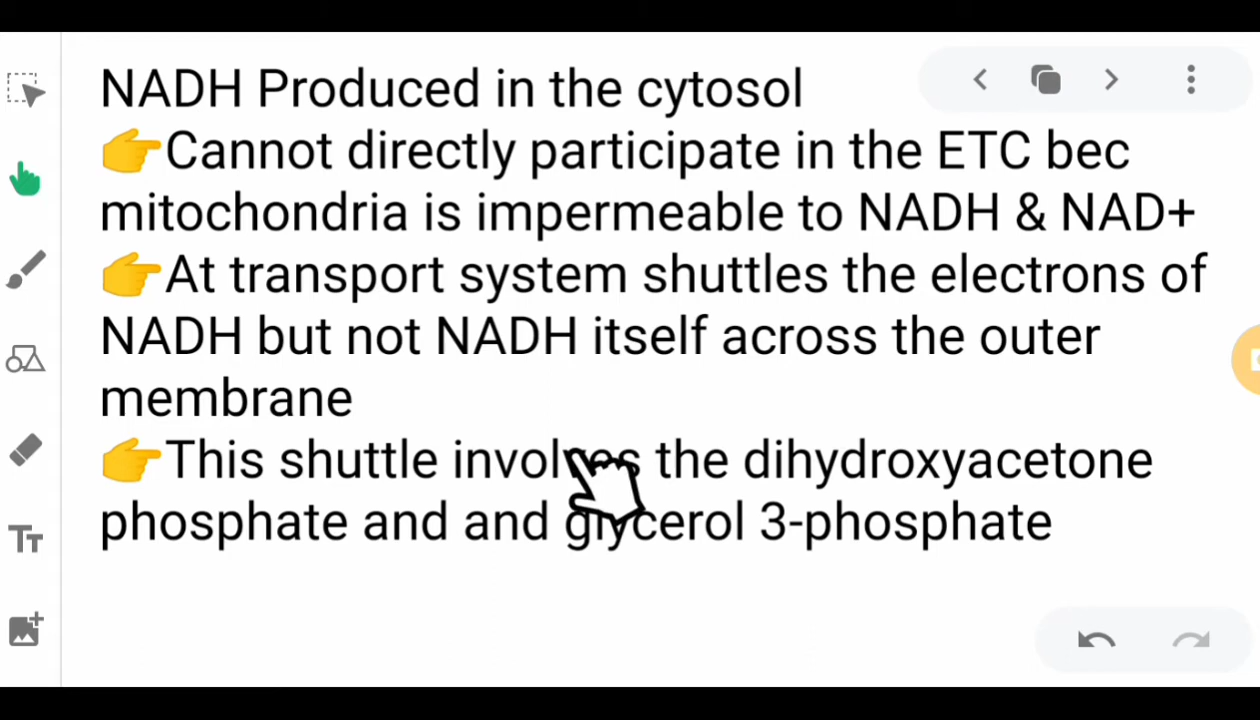 NADH Produced in the cytosol
👉Cannot directly participate in the ETC bec
mitochondria is impermeable to NADH & NAD+
👉At transport system shuttles the electrons of
NADH but not NADH itself across the outer
membrane
👉This shuttle involves the dihydroxyacetone
phosphate and and glycerol 3-phosphate
Tт